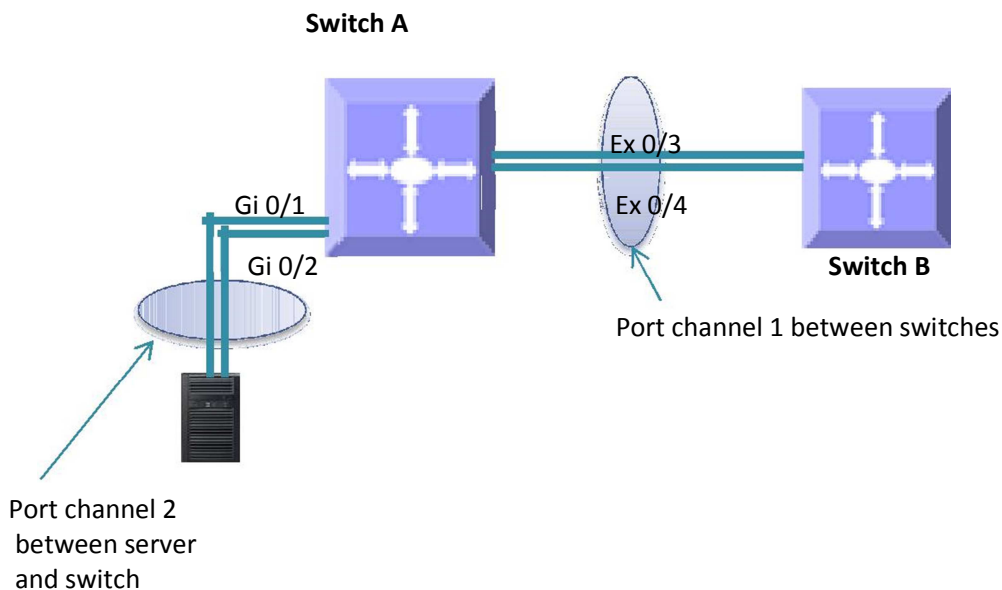 Switch A
Ex 0/3
Gi 0/1
Ex 0/4
Gi 0/2
Switch B
Port channel 1 between switches
Port channel 2
between server
and switch